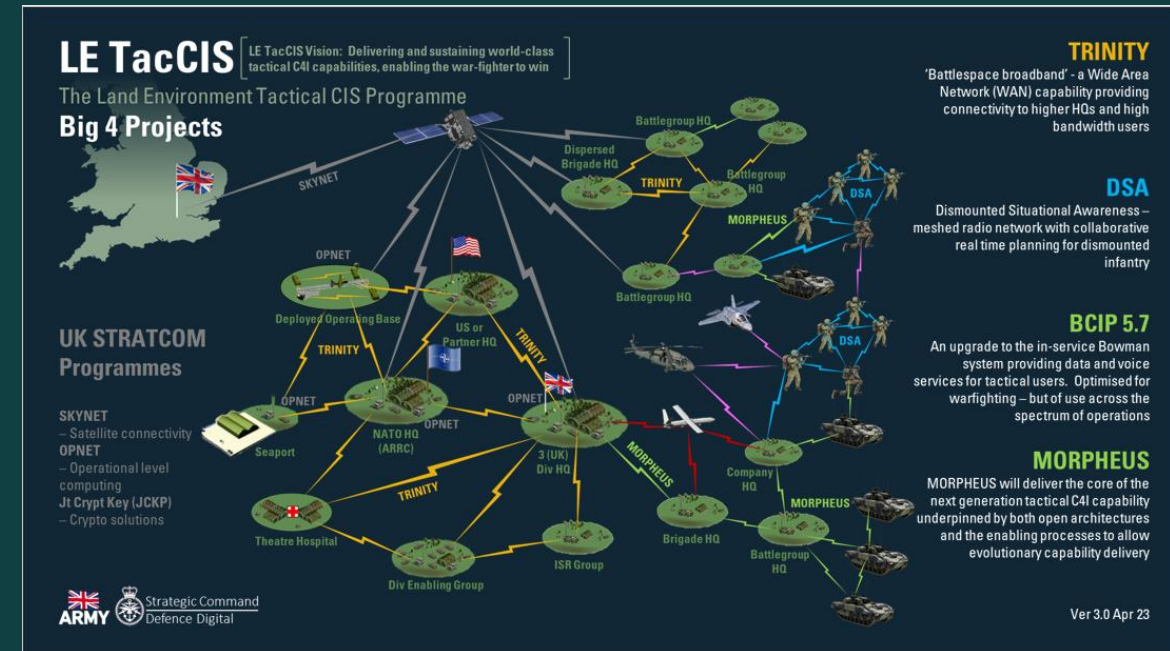 LE TacCIS
LE TacCIS Vision: Delivering and sustaining world-class
tactical C4I capabilities, enabling the war-fighter to win
The Land Environment Tactical CIS Programme
Big 4 Projects
SKYNET
OPNET
Deployed Operating Base
US or
Partner HQ
TRINITY
TRINITY
Battlegroup HQ
Dispersed
Brigade HQ
TRINITY
Battlegroup
HQ
MORPHEUS
Battlegroup HQ
DSA
DSA
UK STRATCOM
Programmes
SKYNET
– Satellite connectivity
OPNET
– Operational level
computing
Jt Crypt Key (JCKP)
– Crypto solutions
OPNET
Seaport
NATO HQ
(ARRC)
OPNET
OPNET
3 (UK)
Div HQ
TRINITY
MORPHEUS
Company
HQ
MORPHEUS
Theatre Hospital
Div Enabling Group
ISR Group
Brigade HQ
Battlegroup
HQ
TRINITY
'Battlespace broadband' - a Wide Area
Network (WAN) capability providing
connectivity to higher HQs and high
bandwidth users
DSA
Dismounted Situational Awareness –
meshed radio network with collaborative
real time planning for dismounted
infantry
BCIP 5.7
An upgrade to the in-service Bowman
system providing data and voice
services for tactical users. Optimised for
warfighting – but of use across the
spectrum of operations
MORPHEUS
MORPHEUS will deliver the core of the
next generation tactical C4I capability
underpinned by both open architectures
and the enabling processes to allow
evolutionary capability delivery
ARMY
Strategic Command
Defence Digital
Ver 3.0 Apr 23